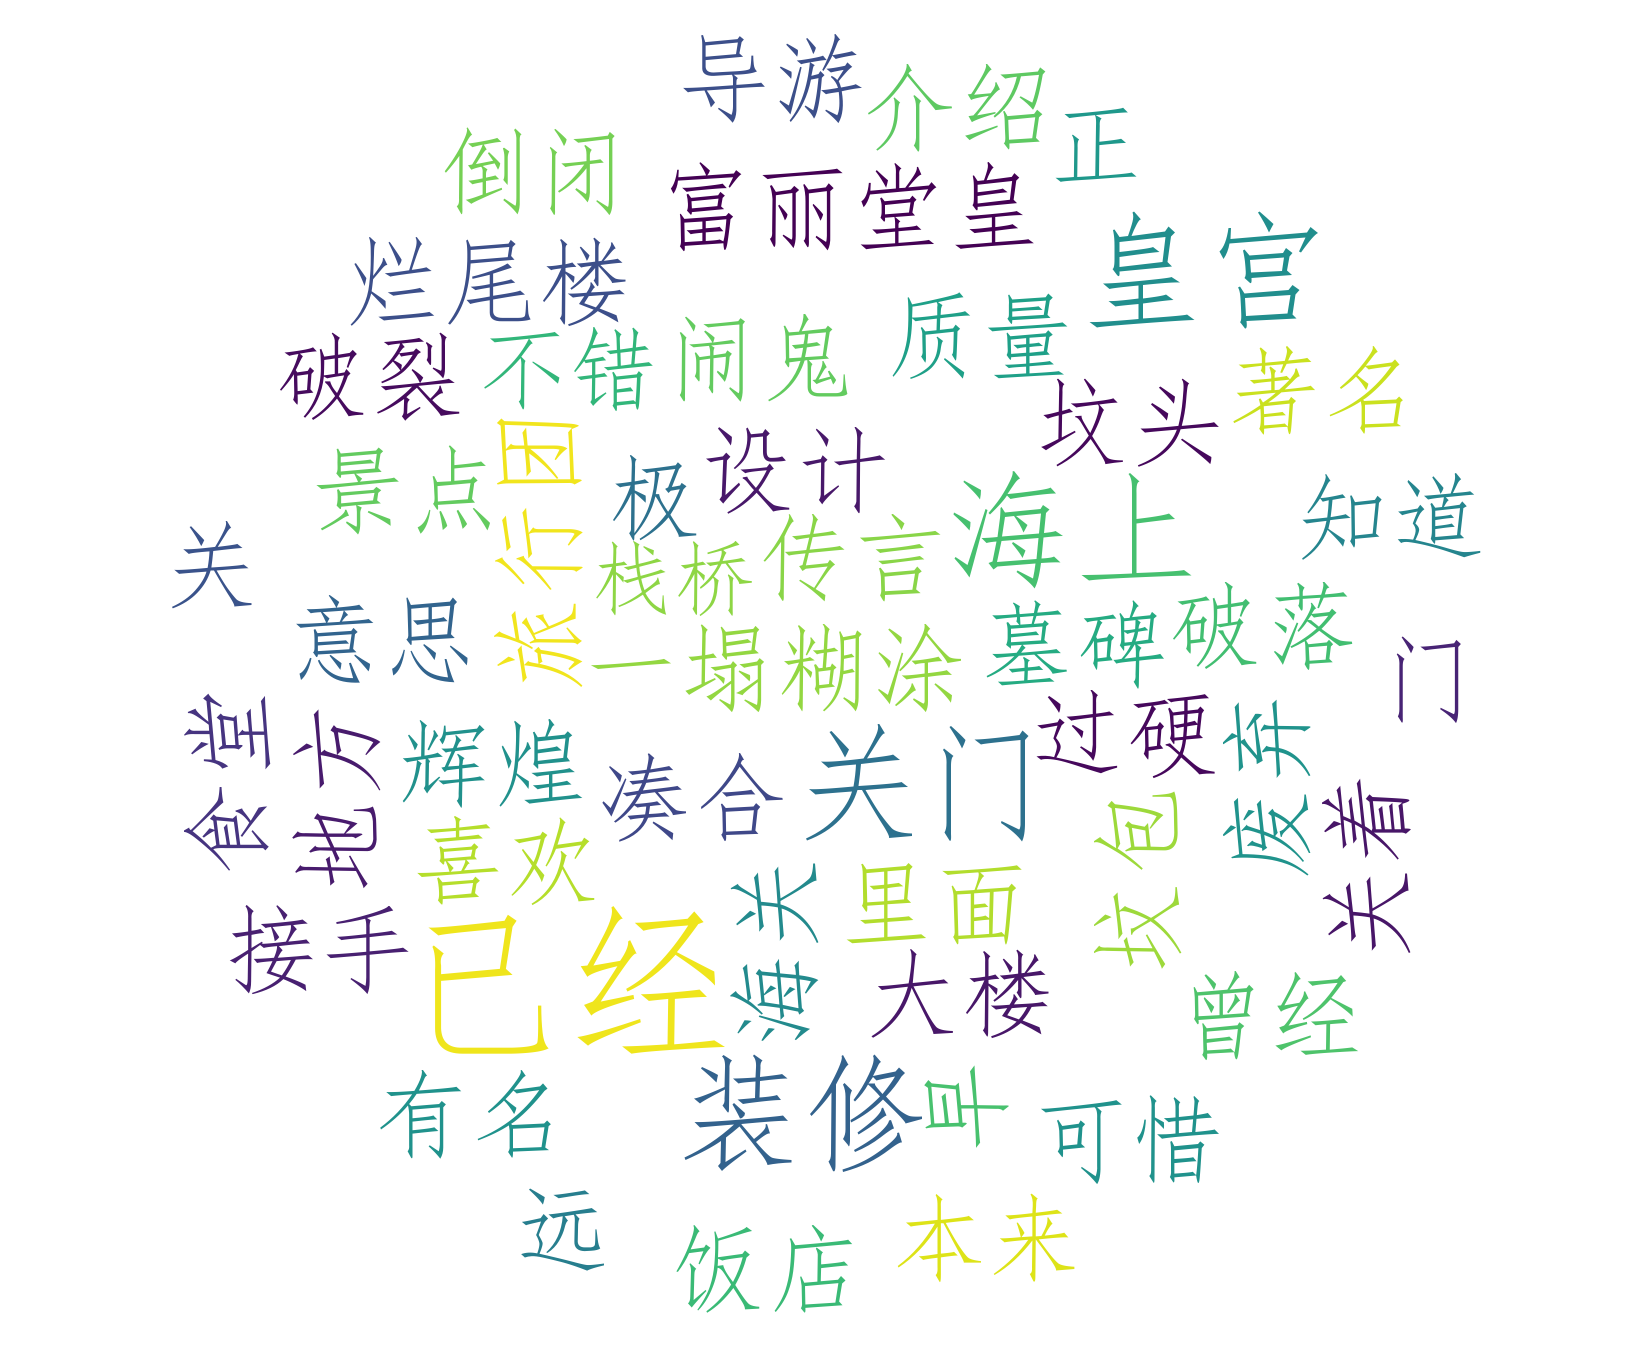 导游
介绍
正
倒闭
富丽堂皇
皇宫
烂尾楼
质量
不错
闹鬼
破裂
著名
坟头
旅行团
设计
景点
极
海上
知道
传言
关
栈桥
意思
破落
墓碑
一塌糊涂
门
过硬
食堂
地方
辉煌
关门
凑合
废弃
关着
坟包
喜欢
海关
里面
接手
已经
大楼
曾经
装修
早
有名
可惜
远
本来
饭店